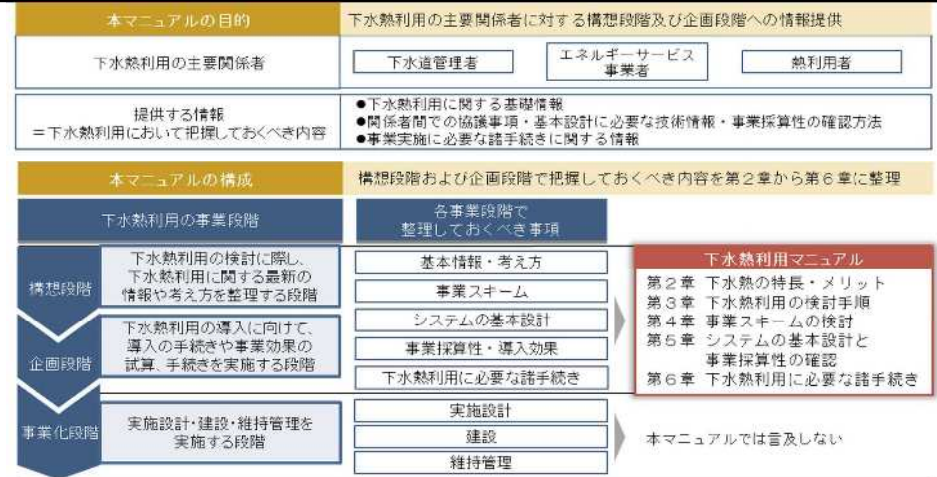 本マニュアルの目的
下水熱利用の主要関係者に対する構想段階及び企画段階への情報提供
下水熱利用の主要関係者
下水道管理者
エネルギーサービス
事業者
熱利用者
提供する情報
＝下水熱利用において把握しておくべき内容
●下水熱利用に関する基礎情報
●関係者間での協議事項・基本設計に必要な技術情報・事業採算性の確認方法
●事業実施に必要な諸手続きに関する情報
本マニュアルの構成
構想段階および企画段階で把握しておくべき内容を第2章から第6章に整理
下水熱利用の事業段階
各事業段階で
整理しておくべき事項
構想段階
下水熱利用の検討に際し、
下水熱利用に関する最新の
情報や考え方を整理する段階
企画段階
下水熱利用の導入に向けて、
導入の手続きや事業効果の
試算、手続きを実施する段階
事業化段階
実施設計・建設・維持管理を
実施する段階
基本情報・考え方
事業スキーム
システムの基本設計
事業採算性・導入効果
下水熱利用に必要な諸手続き
実施設計
建設
維持管理
下水熱利用マニュアル
第2章 下水熱の特長・メリット
第3章 下水熱利用の検討手順
第4章 事業スキームの検討
第5章 システムの基本設計と
事業採算性の確認
第6章 下水熱利用に必要な諸手続き
本マニュアルでは言及しない